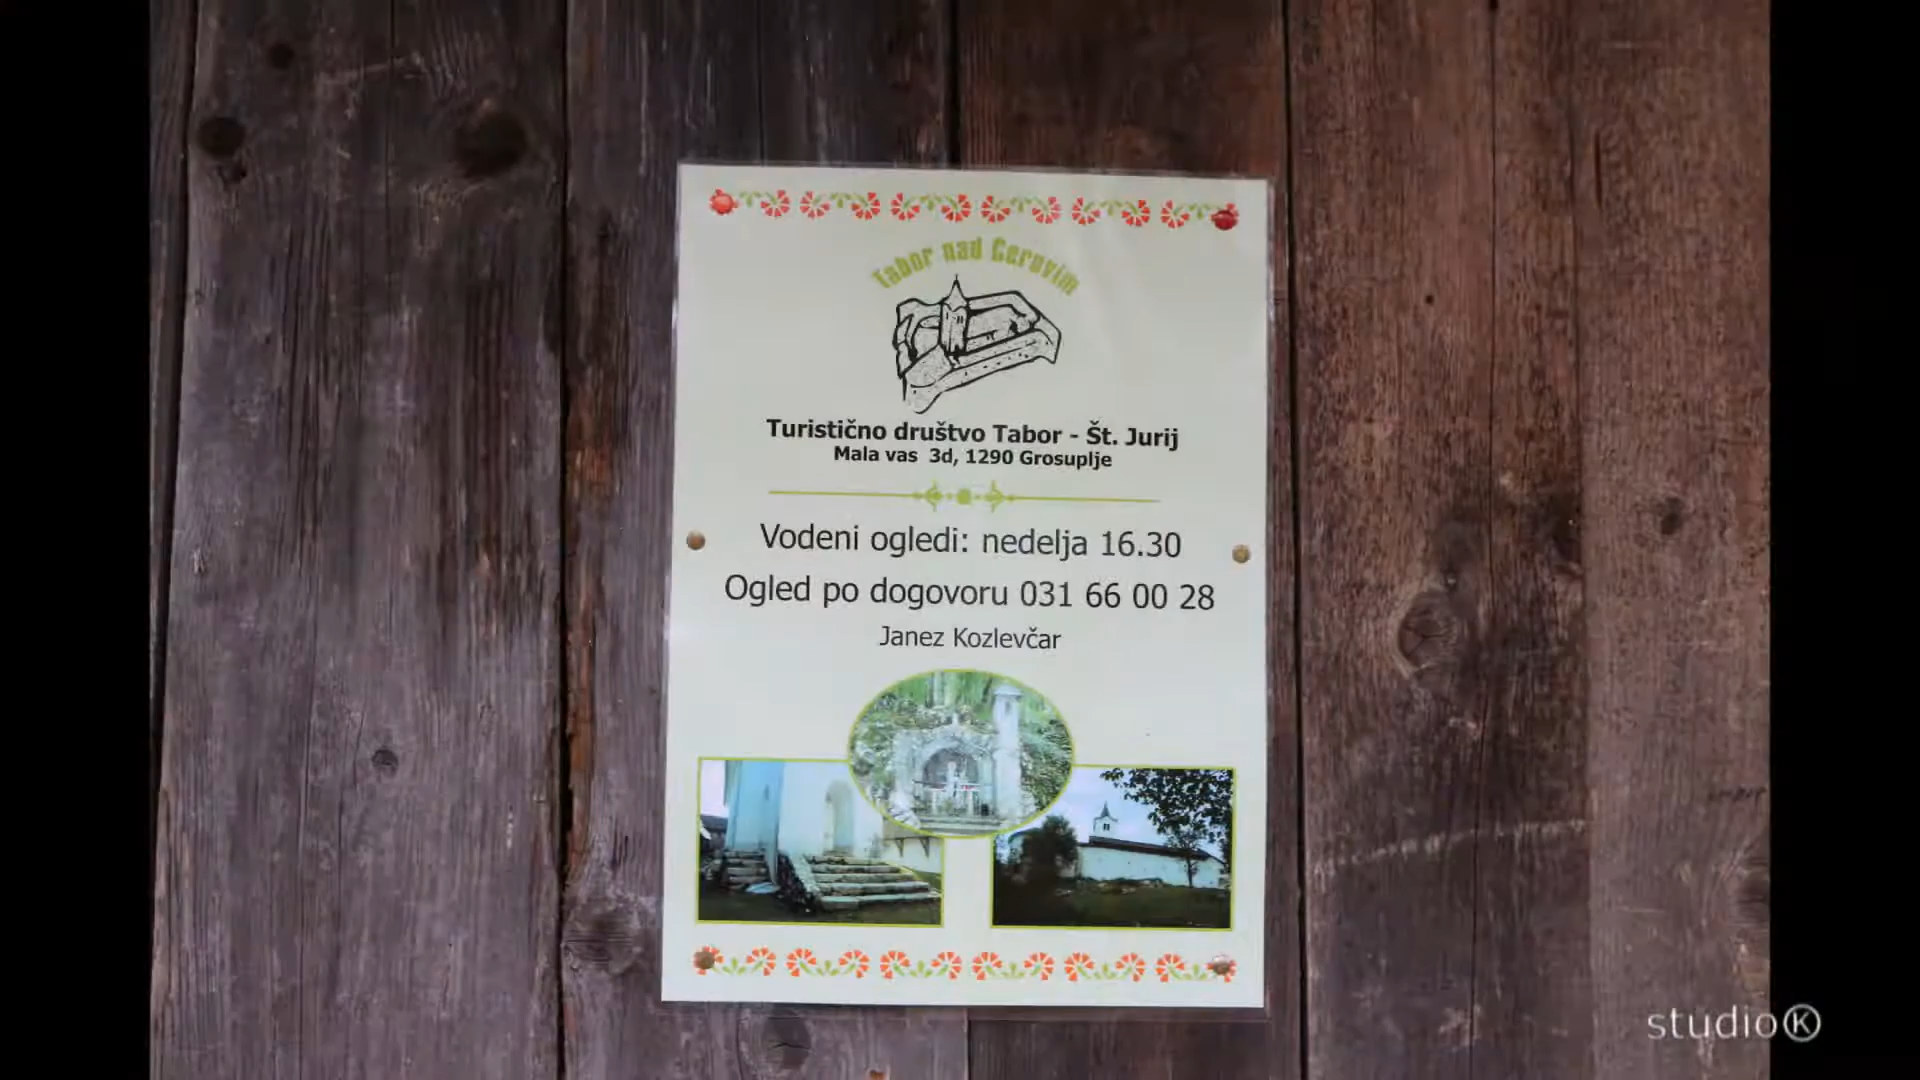 Tabor nad Cerovim
Turistično društvo Tabor - Št. Jurij
Mala vas 3d, 1290 Grosuplje
Vodeni ogledi: nedelja 16.30
Ogled po dogovoru 031 66 00 28
Janez Kozlevčar
studioK